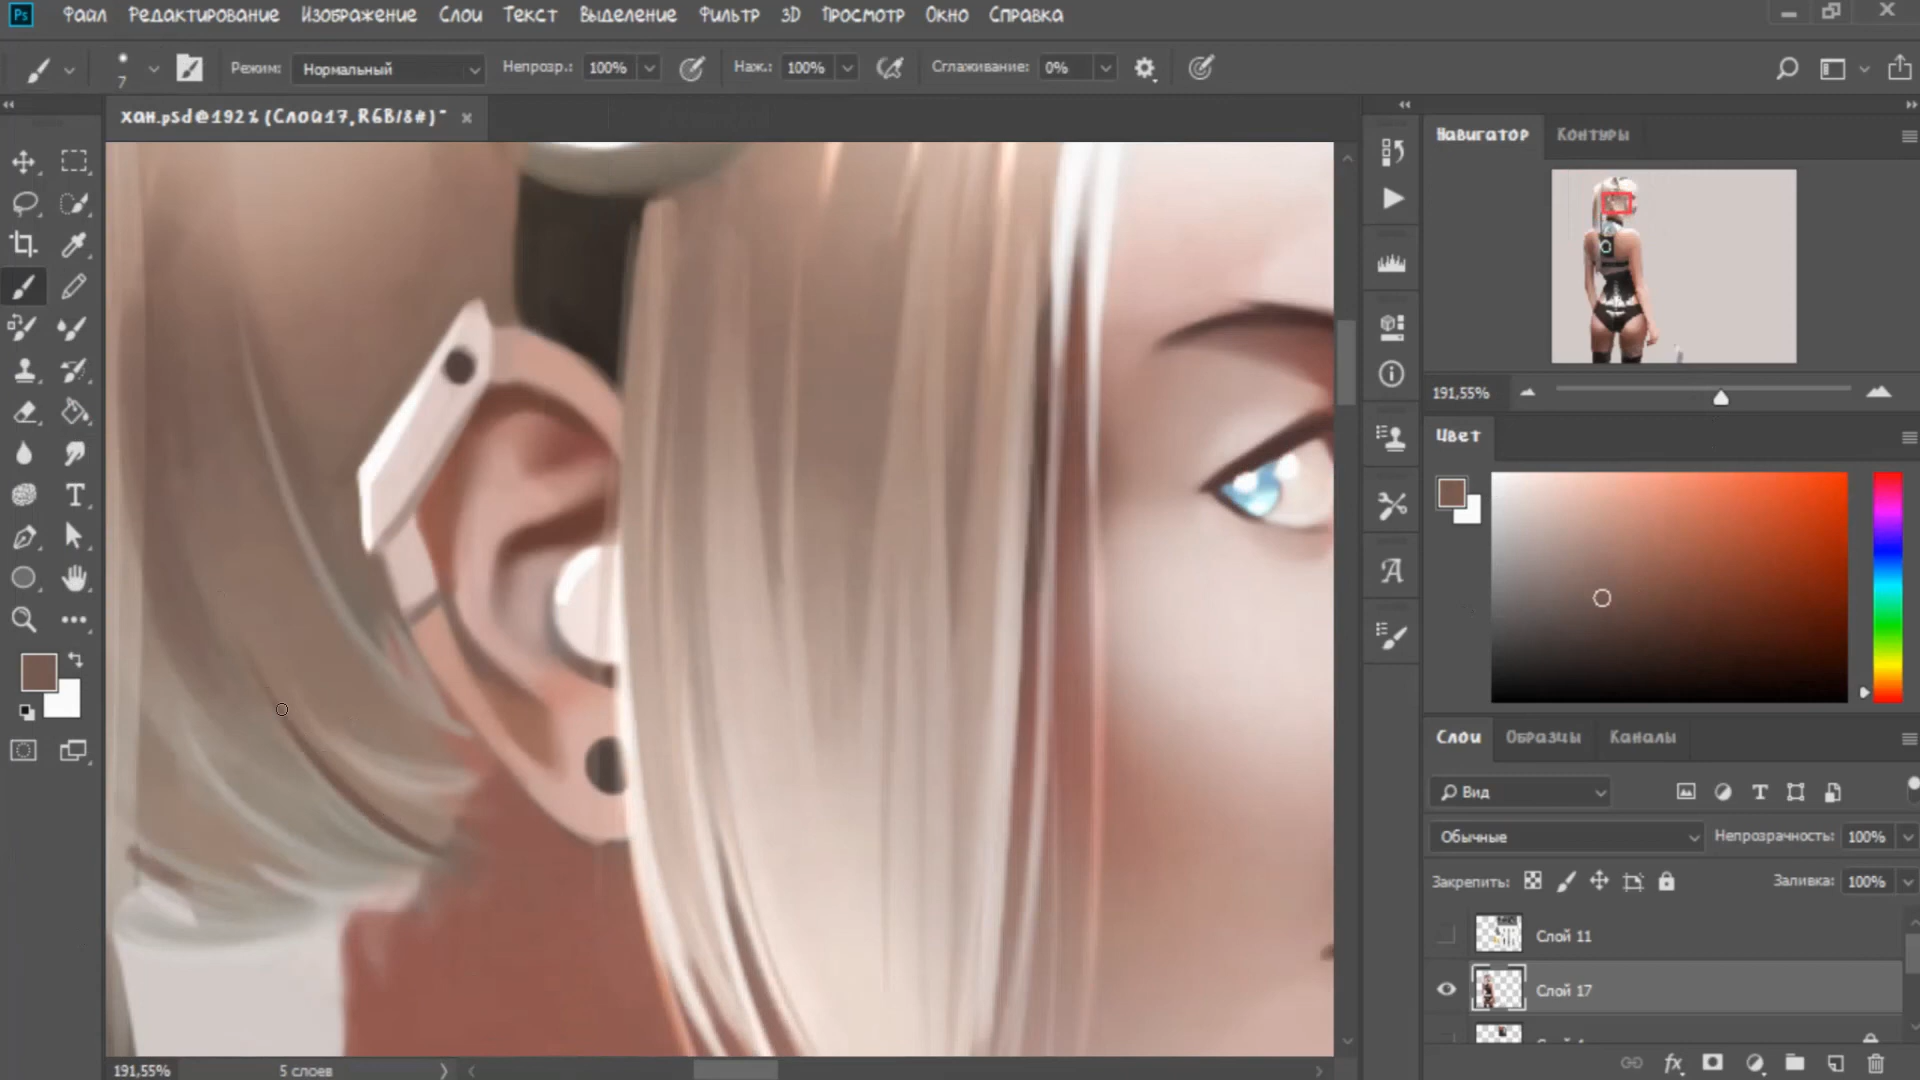 Ps Файл Редактирование Изображение Слои Текст Выделение Фильтр 3D Просмотр Окно Справка
7 Режим: Нормальный Непрозр.: 100% Наж.: 100% Сглаживание: 0%
хан.psd @ 192% (Слой 17, RGB/8#) * ×
Навигатор Контуры
191,55%
Цвет
Слои Образцы Каналы
Вид
Обычные Непрозрачность: 100%
Закрепить: Заливка: 100%
Слой 11
Слой 17
fx
191,55% 5 слоев